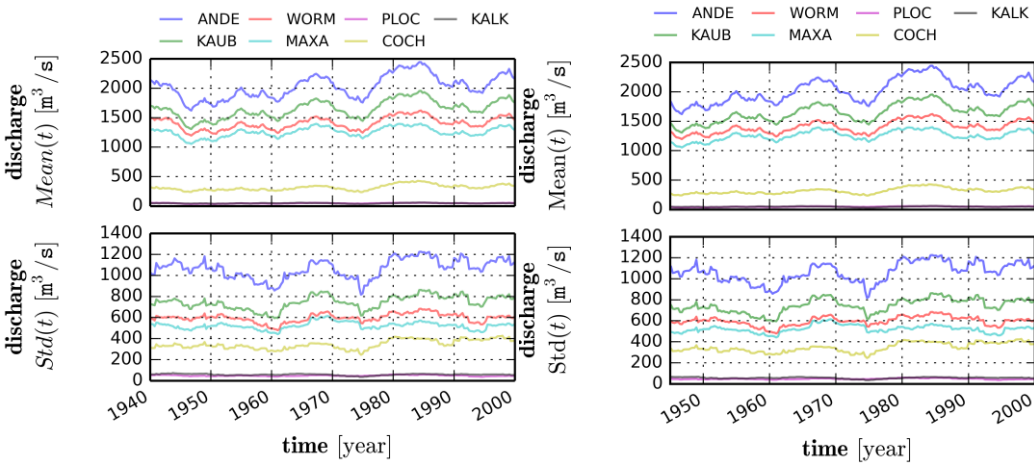 ANDE WORM PLOC KALK
KAUB MAXA COCH
2500
2000
1500
1000
500
0
discharge
Mean(t) [m³/s]
1400
1200
1000
800
600
400
200
0
discharge
Std(t) [m³/s]
1940 1950 1960 1970 1980 1990 2000
time [year]
ANDE WORM PLOC KALK
KAUB MAXA COCH
2500
2000
1500
1000
500
0
discharge
Mean(t) [m³/s]
1400
1200
1000
800
600
400
200
0
discharge
Std(t) [m³/s]
1950 1960 1970 1980 1990 2000
time [year]